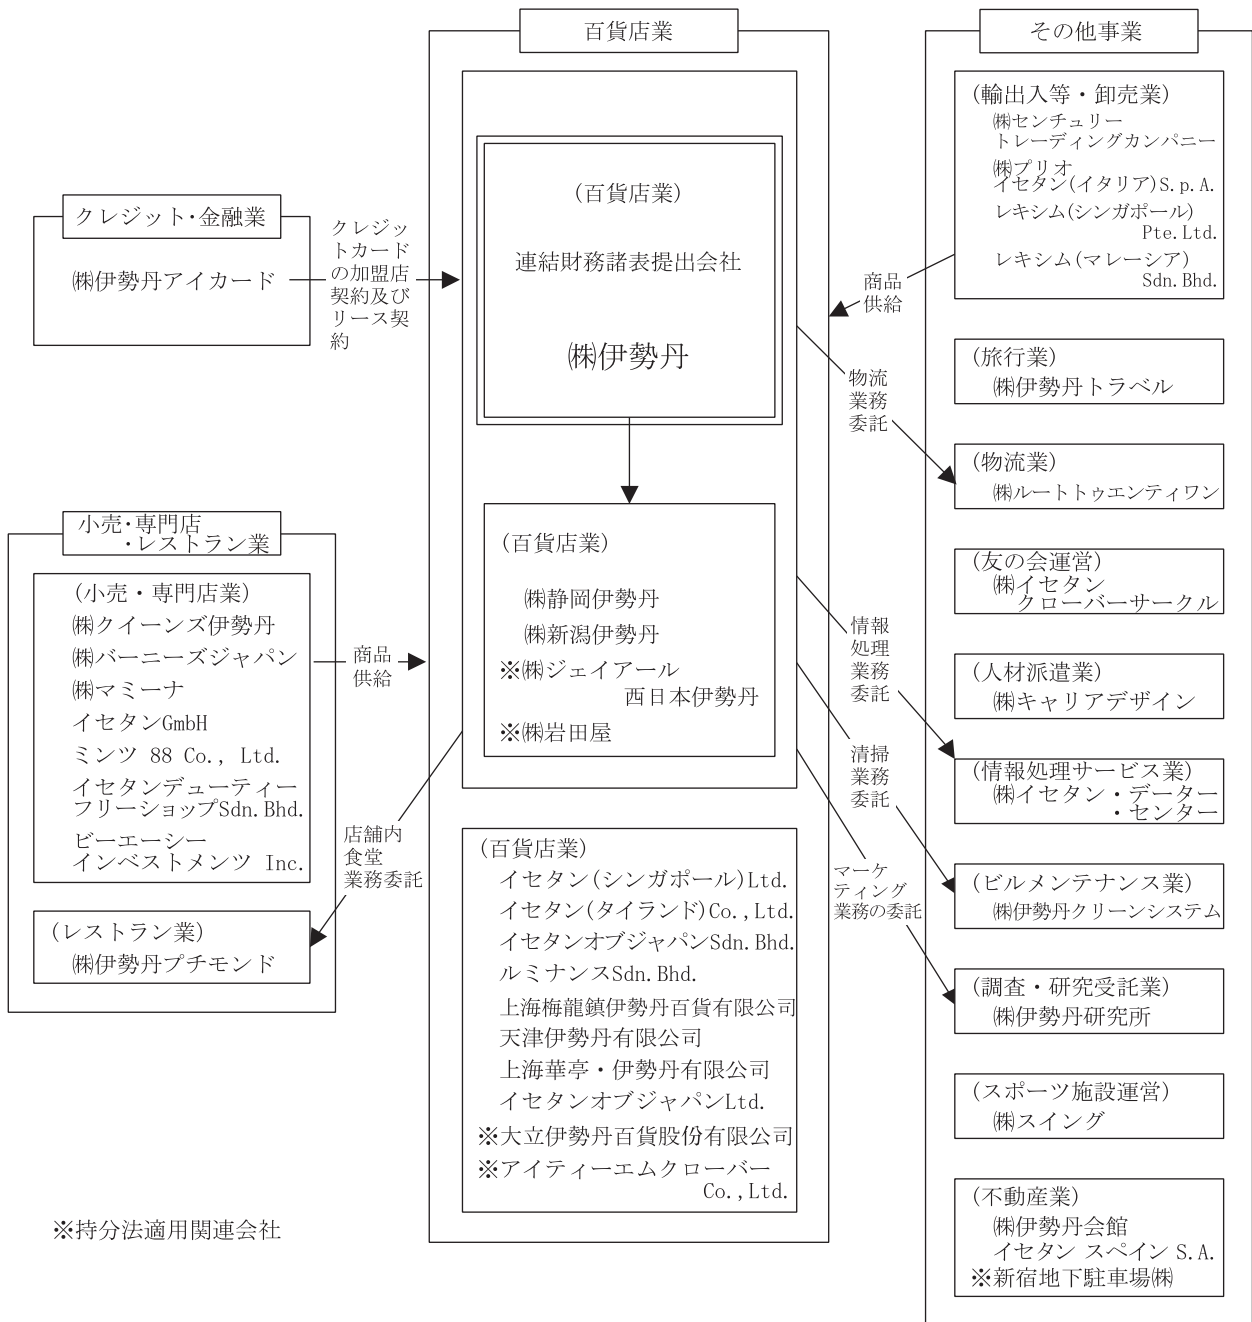 百貨店業
その他事業
(百貨店業)
連結財務諸表提出会社
㈱伊勢丹
クレジット・金融業
㈱伊勢丹アイカード
クレジッ
トカード
の加盟店
契約及び
リース契
約
小売・専門店
・レストラン業
(小売・専門店業)
㈱クイーンズ伊勢丹
㈱バーニーズジャパン
㈱マミーナ
イセタンGmbH
ミンツ 88 Co., Ltd.
イセタンデューティー
フリーショップSdn.Bhd.
ビーエーシー
インベストメンツ Inc.
(レストラン業)
㈱伊勢丹プチモンド
商品
供給
店舗内
食堂
業務委託
(百貨店業)
㈱静岡伊勢丹
㈱新潟伊勢丹
※㈱ジェイアール
西日本伊勢丹
※㈱岩田屋
(百貨店業)
イセタン(シンガポール)Ltd.
イセタン(タイランド)Co.,Ltd.
イセタンオブジャパンSdn.Bhd.
ルミナンスSdn.Bhd.
上海梅龍鎮伊勢丹百貨有限公司
天津伊勢丹有限公司
上海華亭・伊勢丹有限公司
イセタンオブジャパンLtd.
※大立伊勢丹百貨股份有限公司
※アイティーエムクローバー
Co.,Ltd.
商品
供給
物流
業務
委託
情報
処理
業務
委託
清掃
業務
委託
マーケ
ティング
業務の委託
(輸出入等・卸売業)
㈱センチュリー
トレーディングカンパニー
㈱プリオ
イセタン(イタリア)S.p.A.
レキシム(シンガポール)
Pte.Ltd.
レキシム(マレーシア)
Sdn.Bhd.
(旅行業)
㈱伊勢丹トラベル
(物流業)
㈱ルートトゥエンティワン
(友の会運営)
㈱イセタン
クローバーサークル
(人材派遣業)
㈱キャリアデザイン
(情報処理サービス業)
㈱イセタン・データー
・センター
(ビルメンテナンス業)
㈱伊勢丹クリーンシステム
(調査・研究受託業)
㈱伊勢丹研究所
(スポーツ施設運営)
㈱スイング
(不動産業)
㈱伊勢丹会館
イセタン スペイン S.A.
※新宿地下駐車場㈱
※持分法適用関連会社